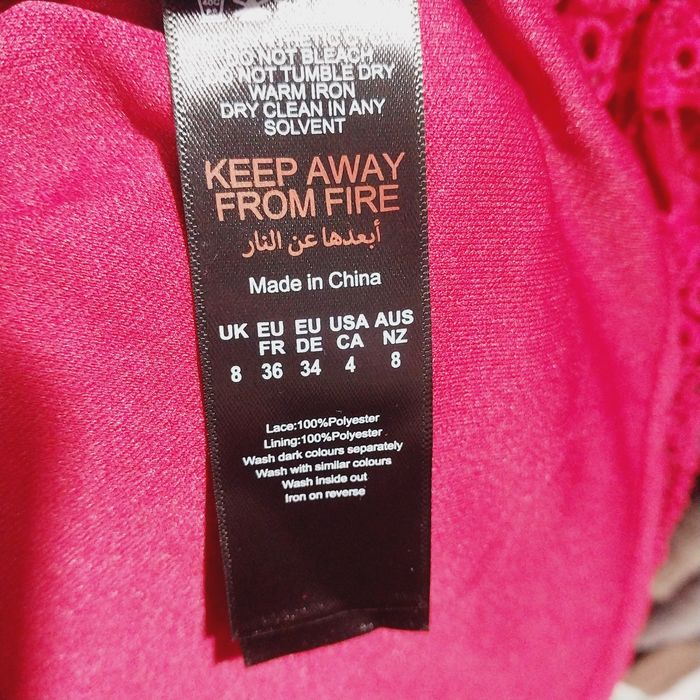 DO NOT BLEACH
DO NOT TUMBLE DRY
WARM IRON
DRY CLEAN IN ANY
SOLVENT
KEEP AWAY
FROM FIRE
أبعدها عن النار
Made in China
UK EU EU USA AUS
FR DE CA NZ
8 36 34 4 8
Lace:100%Polyester
Lining:100%Polyester
Wash dark colours separately
Wash with similar colours
Wash inside out
Iron on reverse